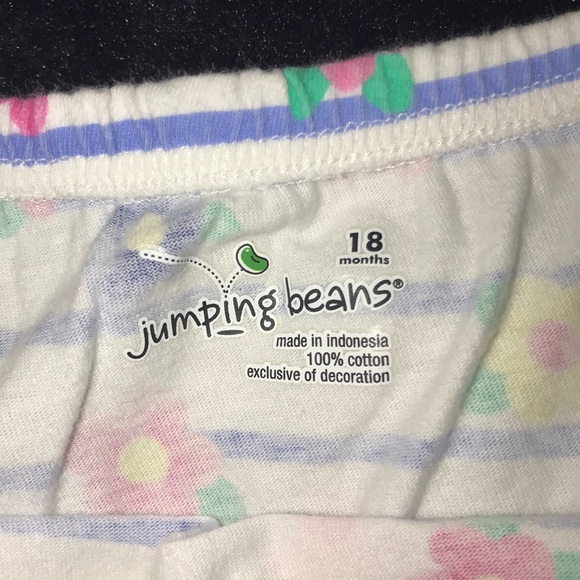 18
months
jumping beans®
made in indonesia
100% cotton
exclusive of decoration